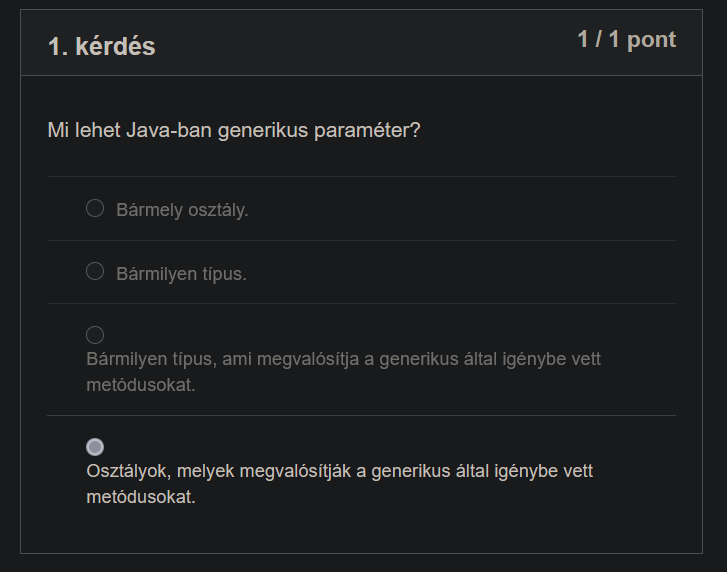 1. kérdés
1 / 1 pont
Mi lehet Java-ban generikus paraméter?
Bármely osztály.
Bármilyen típus.
Bármilyen típus, ami megvalósítja a generikus által igénybe vett
metódusokat.
Osztályok, melyek megvalósítják a generikus által igénybe vett
metódusokat.